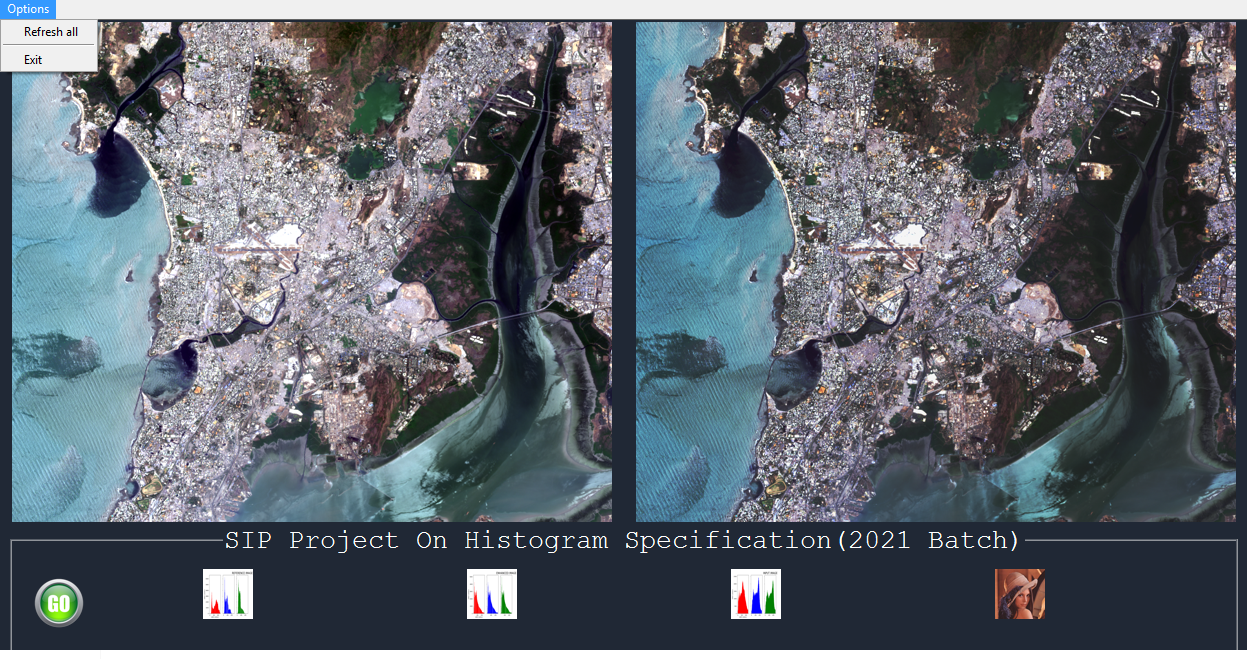 Options
Refresh all
Exit
SIP Project On Histogram Specification(2021 Batch)
GO